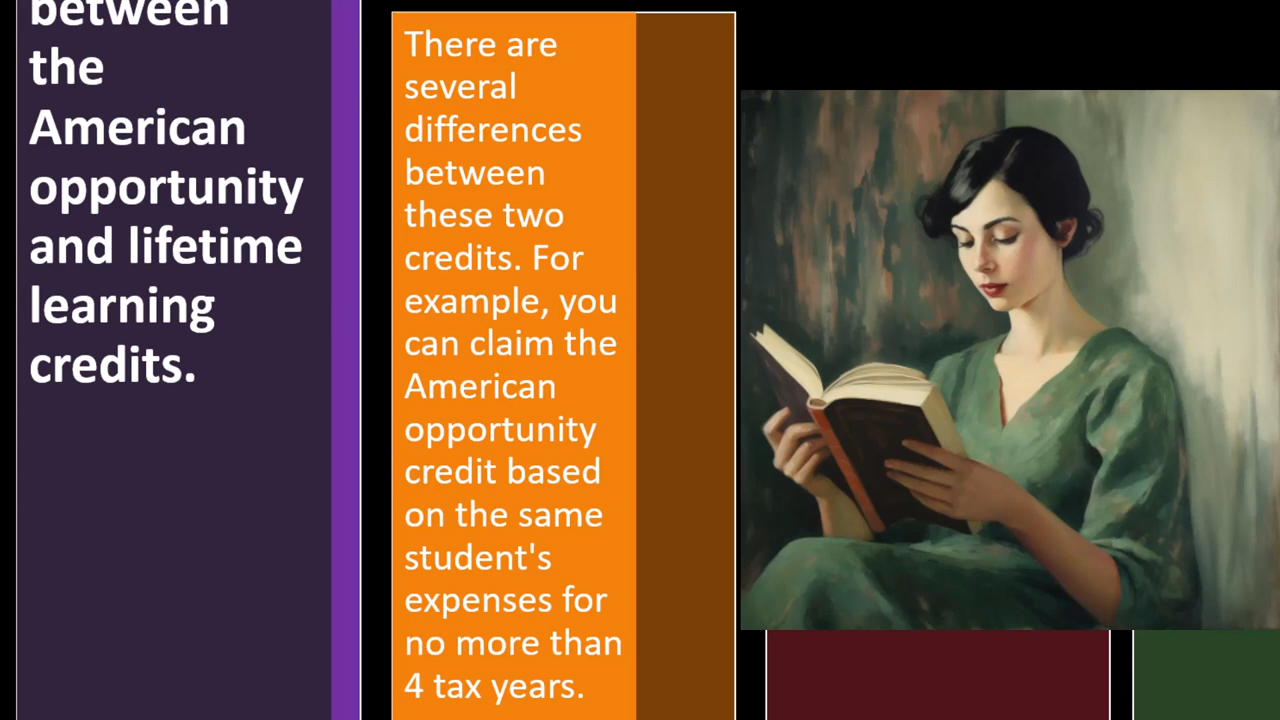 between
the
American
opportunity
and lifetime
learning
credits.
There are
several
differences
between
these two
credits. For
example, you
can claim the
American
opportunity
credit based
on the same
student's
expenses for
no more than
4 tax years.